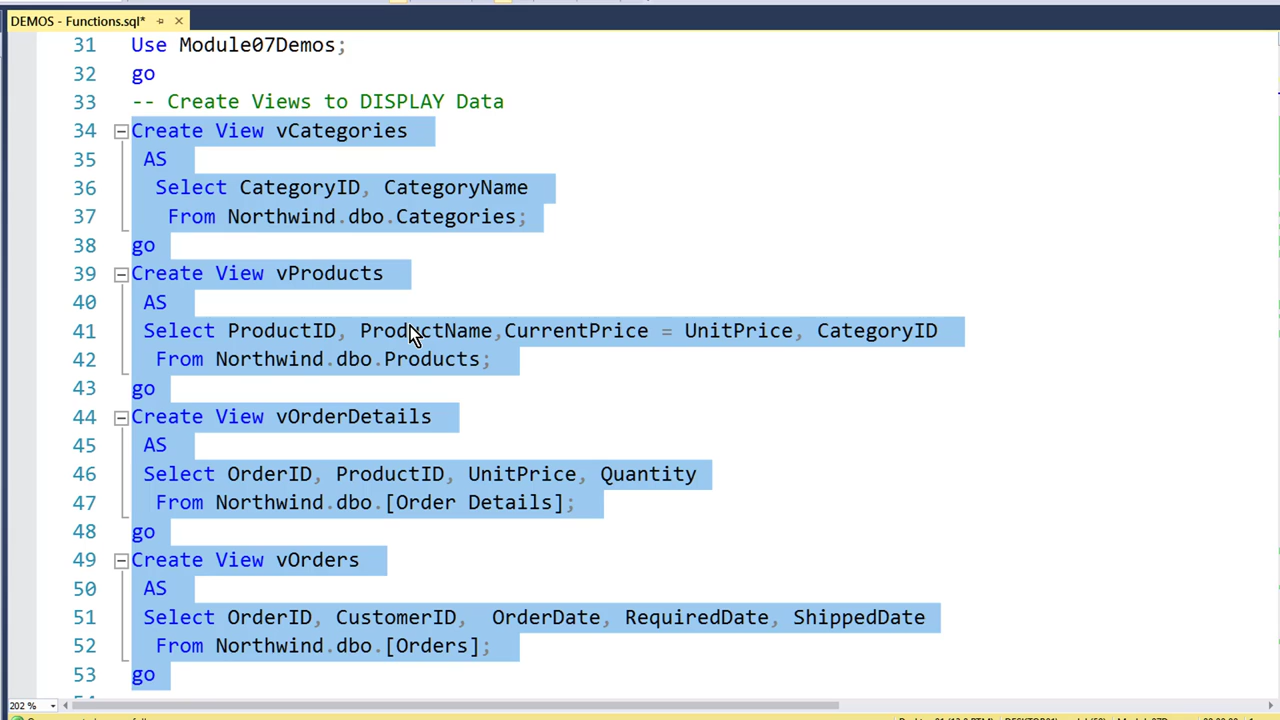 DEMOS - Functions.sql*
31 Use Module07Demos;
32 go
33 -- Create Views to DISPLAY Data
34 Create View vCategories
35 AS
36 Select CategoryID, CategoryName
37 From Northwind.dbo.Categories;
38 go
39 Create View vProducts
40 AS
41 Select ProductID, ProductName,CurrentPrice = UnitPrice, CategoryID
42 From Northwind.dbo.Products;
43 go
44 Create View vOrderDetails
45 AS
46 Select OrderID, ProductID, UnitPrice, Quantity
47 From Northwind.dbo.[Order Details];
48 go
49 Create View vOrders
50 AS
51 Select OrderID, CustomerID,  OrderDate, RequiredDate, ShippedDate
52 From Northwind.dbo.[Orders];
53 go
202 %